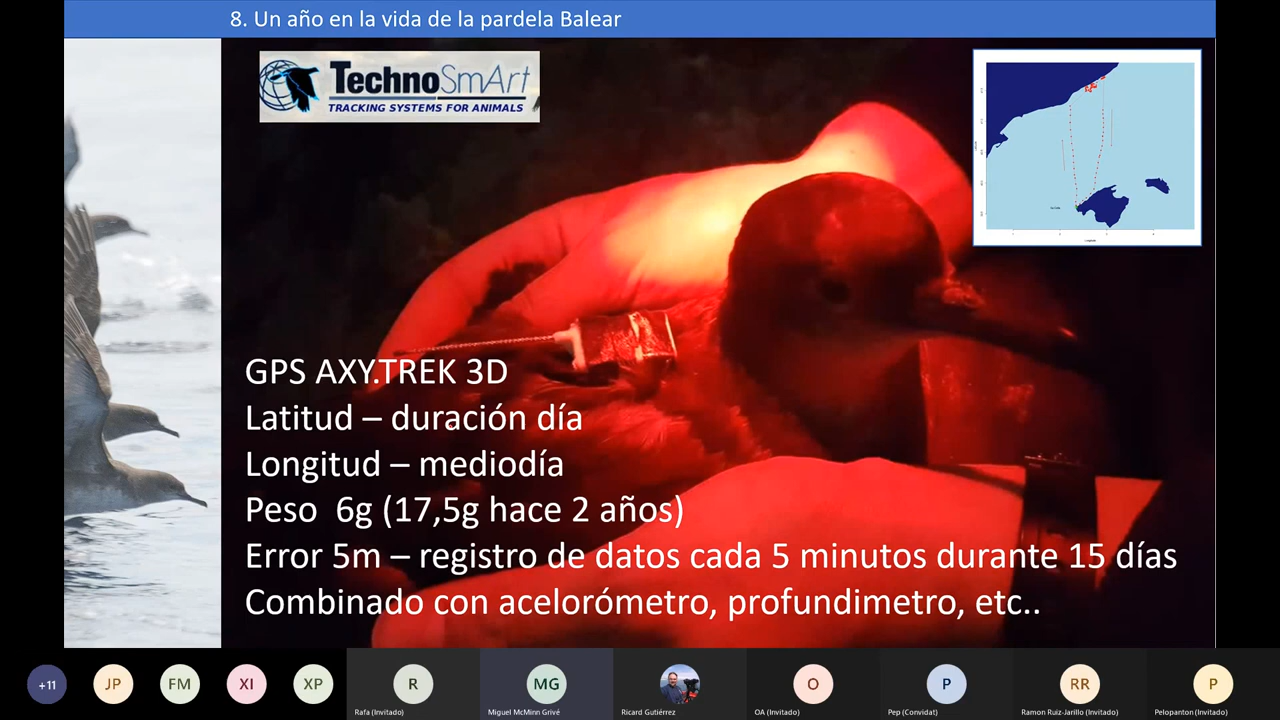 8. Un año en la vida de la pardela Balear
TechnoSmArt
TRACKING SYSTEMS FOR ANIMALS
GPS AXY.TREK 3D
Latitud – duración día
Longitud – mediodía
Peso  6g (17,5g hace 2 años)
Error 5m – registro de datos cada 5 minutos durante 15 días
Combinado con acelorómetro, profundimetro, etc..
+11
JP
FM
XI
XP
R
MG
O
P
RR
P
Rafa (Invitado)
Miguel McMinn Grivé
Ricard Gutiérrez
OA (Invitado)
Pep (Convidat)
Ramon Ruiz-Jarillo (Invitado)
Pelopanton (Invitado)